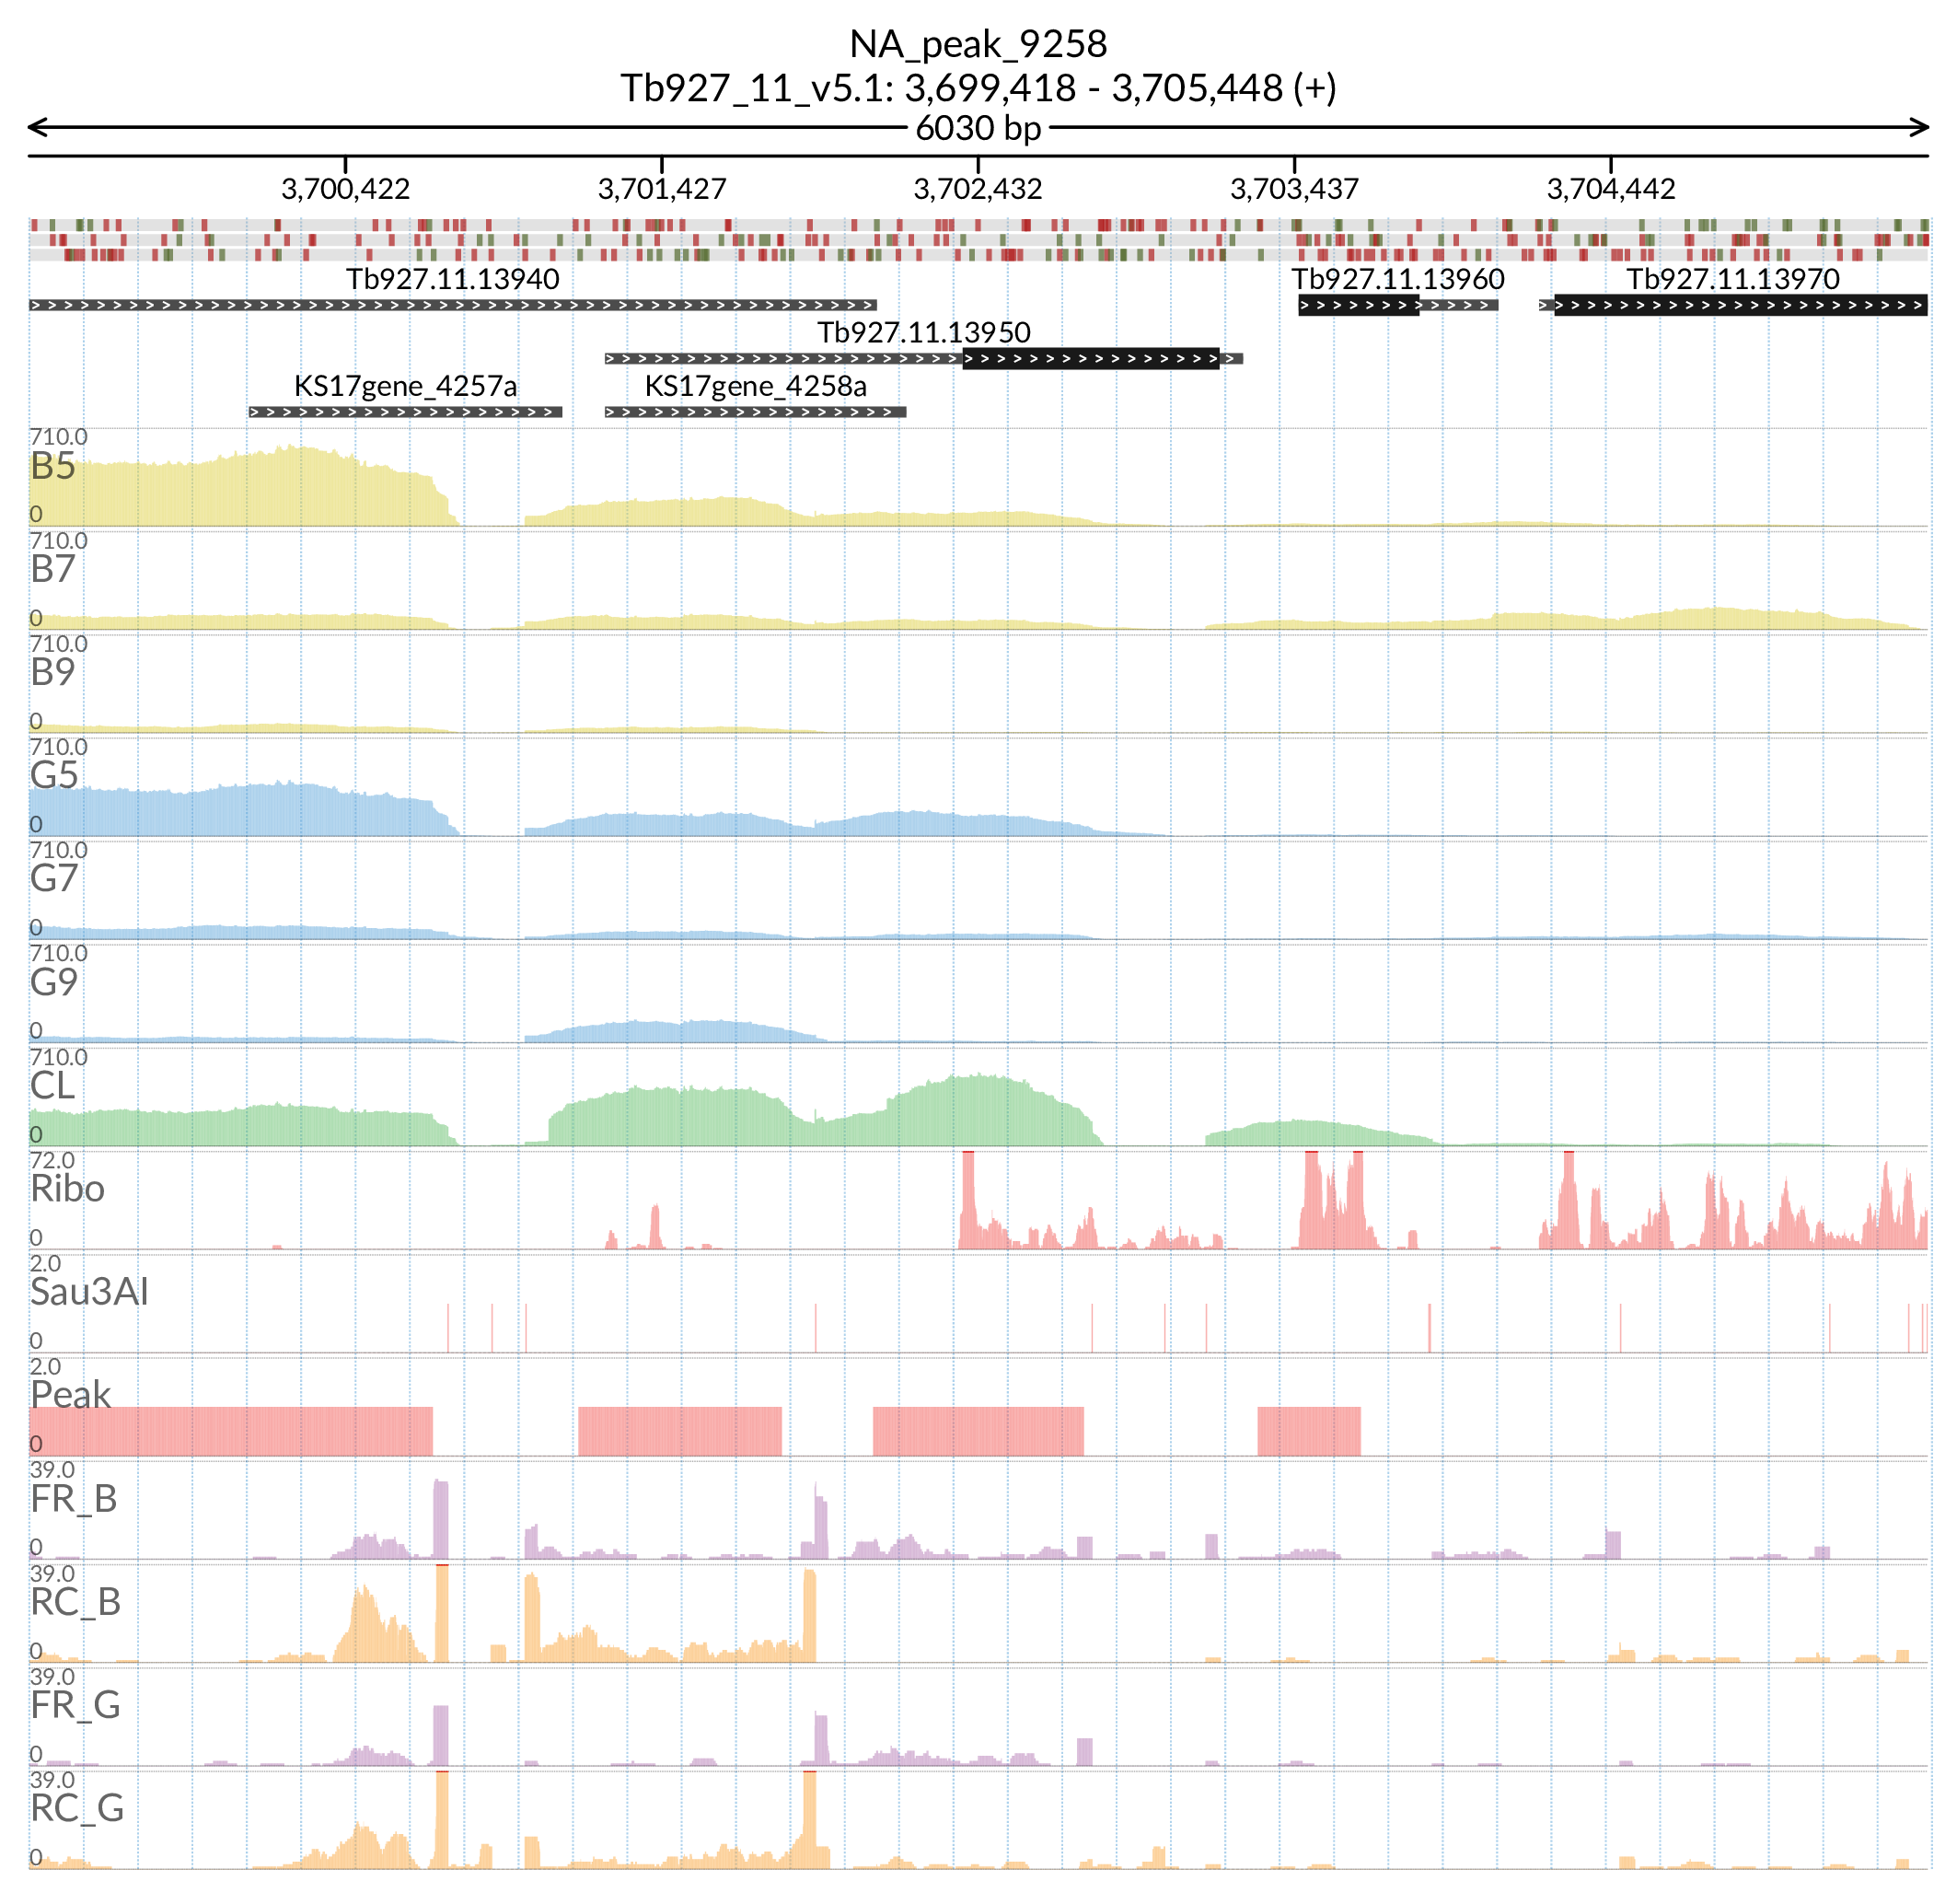 NA_peak_9258
Tb927_11_v5.1: 3,699,418 - 3,705,448 (+)
6030 bp
3,700,422 3,701,427 3,702,432 3,703,437 3,704,442
Tb927.11.13940 Tb927.11.13960 Tb927.11.13970
Tb927.11.13950
KS17gene_4257a KS17gene_4258a
710.0
B5
0
710.0
B7
0
710.0
B9
0
710.0
G5
0
710.0
G7
0
710.0
G9
0
710.0
CL
0
72.0
Ribo
0
2.0
Sau3AI
0
2.0
Peak
0
39.0
FR_B
0
39.0
RC_B
0
39.0
FR_G
0
39.0
RC_G
0